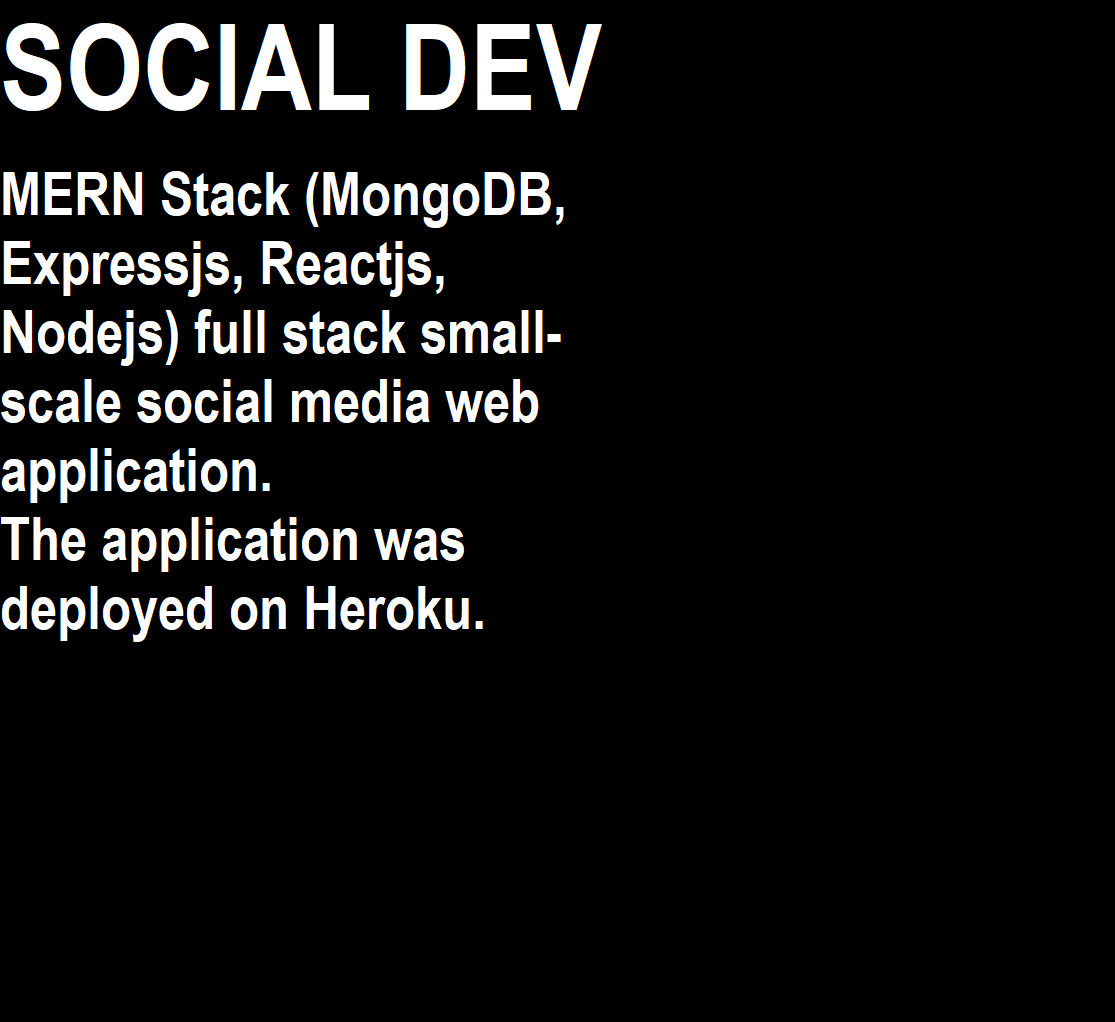 SOCIAL DEV
MERN Stack (MongoDB,
Expressjs, Reactjs,
Nodejs) full stack small-
scale social media web
application.
The application was
deployed on Heroku.